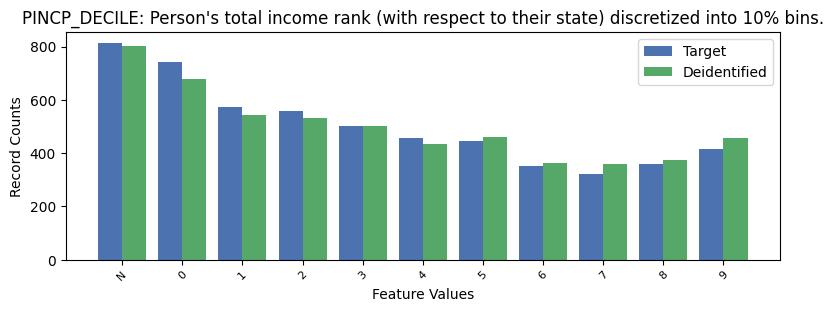 PINCP_DECILE: Person's total income rank (with respect to their state) discretized into 10% bins.
Target
Deidentified
Record Counts
800
600
400
200
0
N 0 1 2 3 4 5 6 7 8 9
Feature Values